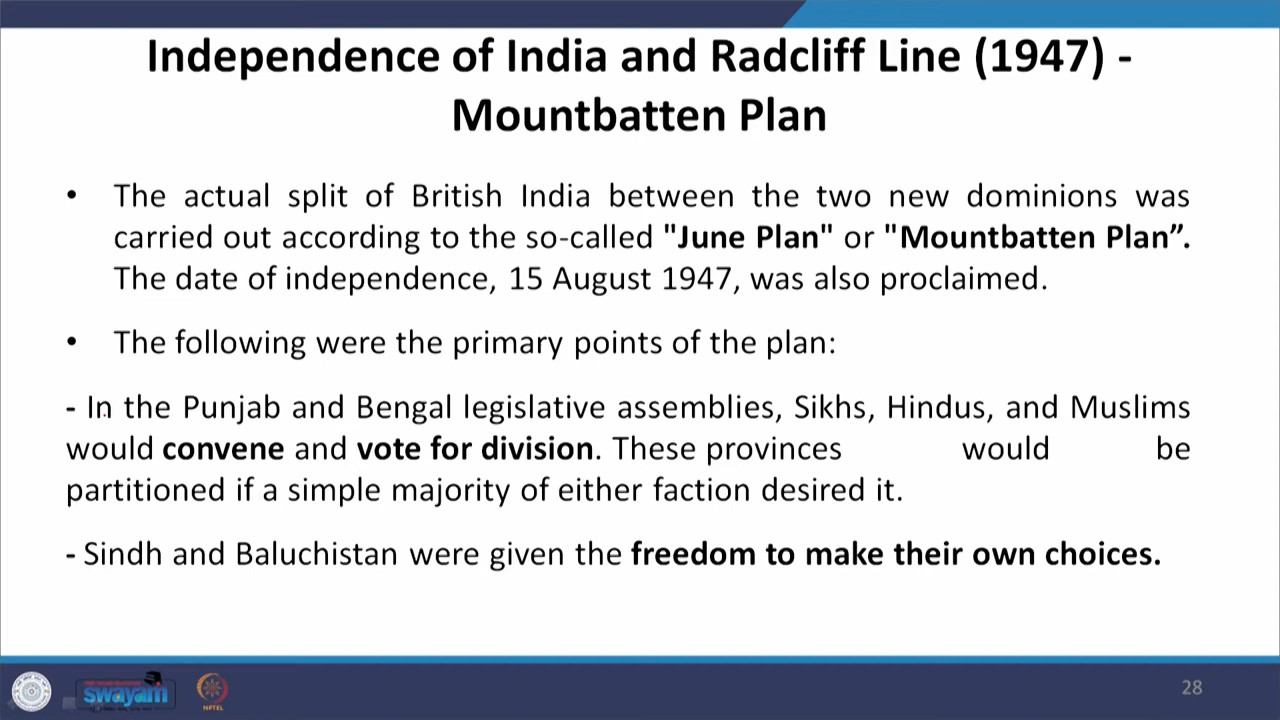 Independence of India and Radcliff Line (1947) -
Mountbatten Plan
• The actual split of British India between the two new dominions was
carried out according to the so-called "June Plan" or "Mountbatten Plan”.
The date of independence, 15 August 1947, was also proclaimed.
• The following were the primary points of the plan:
- In the Punjab and Bengal legislative assemblies, Sikhs, Hindus, and Muslims
would convene and vote for division. These provinces would be
partitioned if a simple majority of either faction desired it.
- Sindh and Baluchistan were given the freedom to make their own choices.
swayam
NPTEL
28